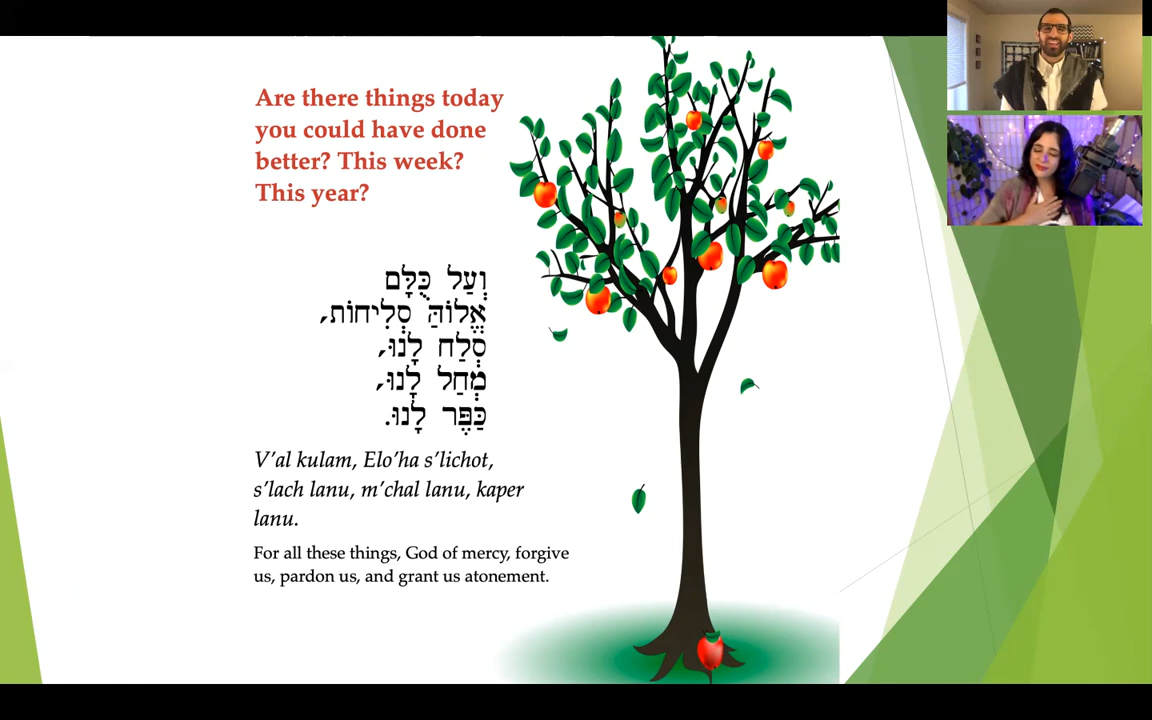 Are there things today
you could have done
better? This week?
This year?
וְעַל כֻּלָּם
אֱלוֹהַּ סְלִיחוֹת,
סְלַח לָנוּ,
מְחַל לָנוּ,
כַּפֶּר לָנוּ.
V’al kulam, Elo’ha s’lichot,
s’lach lanu, m’chal lanu, kaper
lanu.
For all these things, God of mercy, forgive
us, pardon us, and grant us atonement.